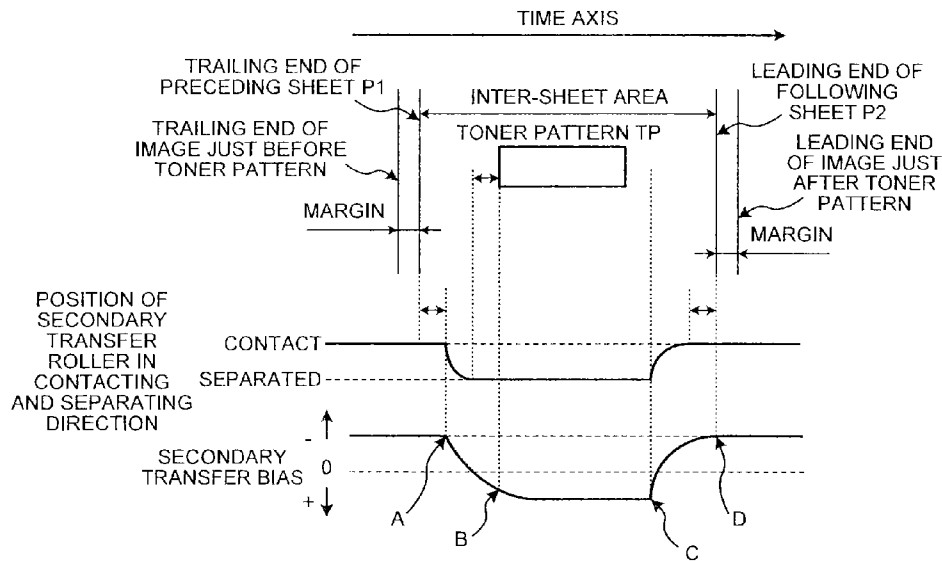 TIME AXIS
TRAILING END OF
PRECEDING SHEET P1
LEADING END OF
FOLLOWING
SHEET P2
INTER-SHEET AREA
TRAILING END OF
IMAGE JUST BEFORE
TONER PATTERN
TONER PATTERN TP
LEADING END
OF IMAGE JUST
AFTER TONER
PATTERN
MARGIN
MARGIN
POSITION OF
SECONDARY
TRANSFER
ROLLER IN
CONTACTING
AND SEPARATING
DIRECTION
CONTACT
SEPARATED
SECONDARY
TRANSFER BIAS
-
0
+
A
B
C
D